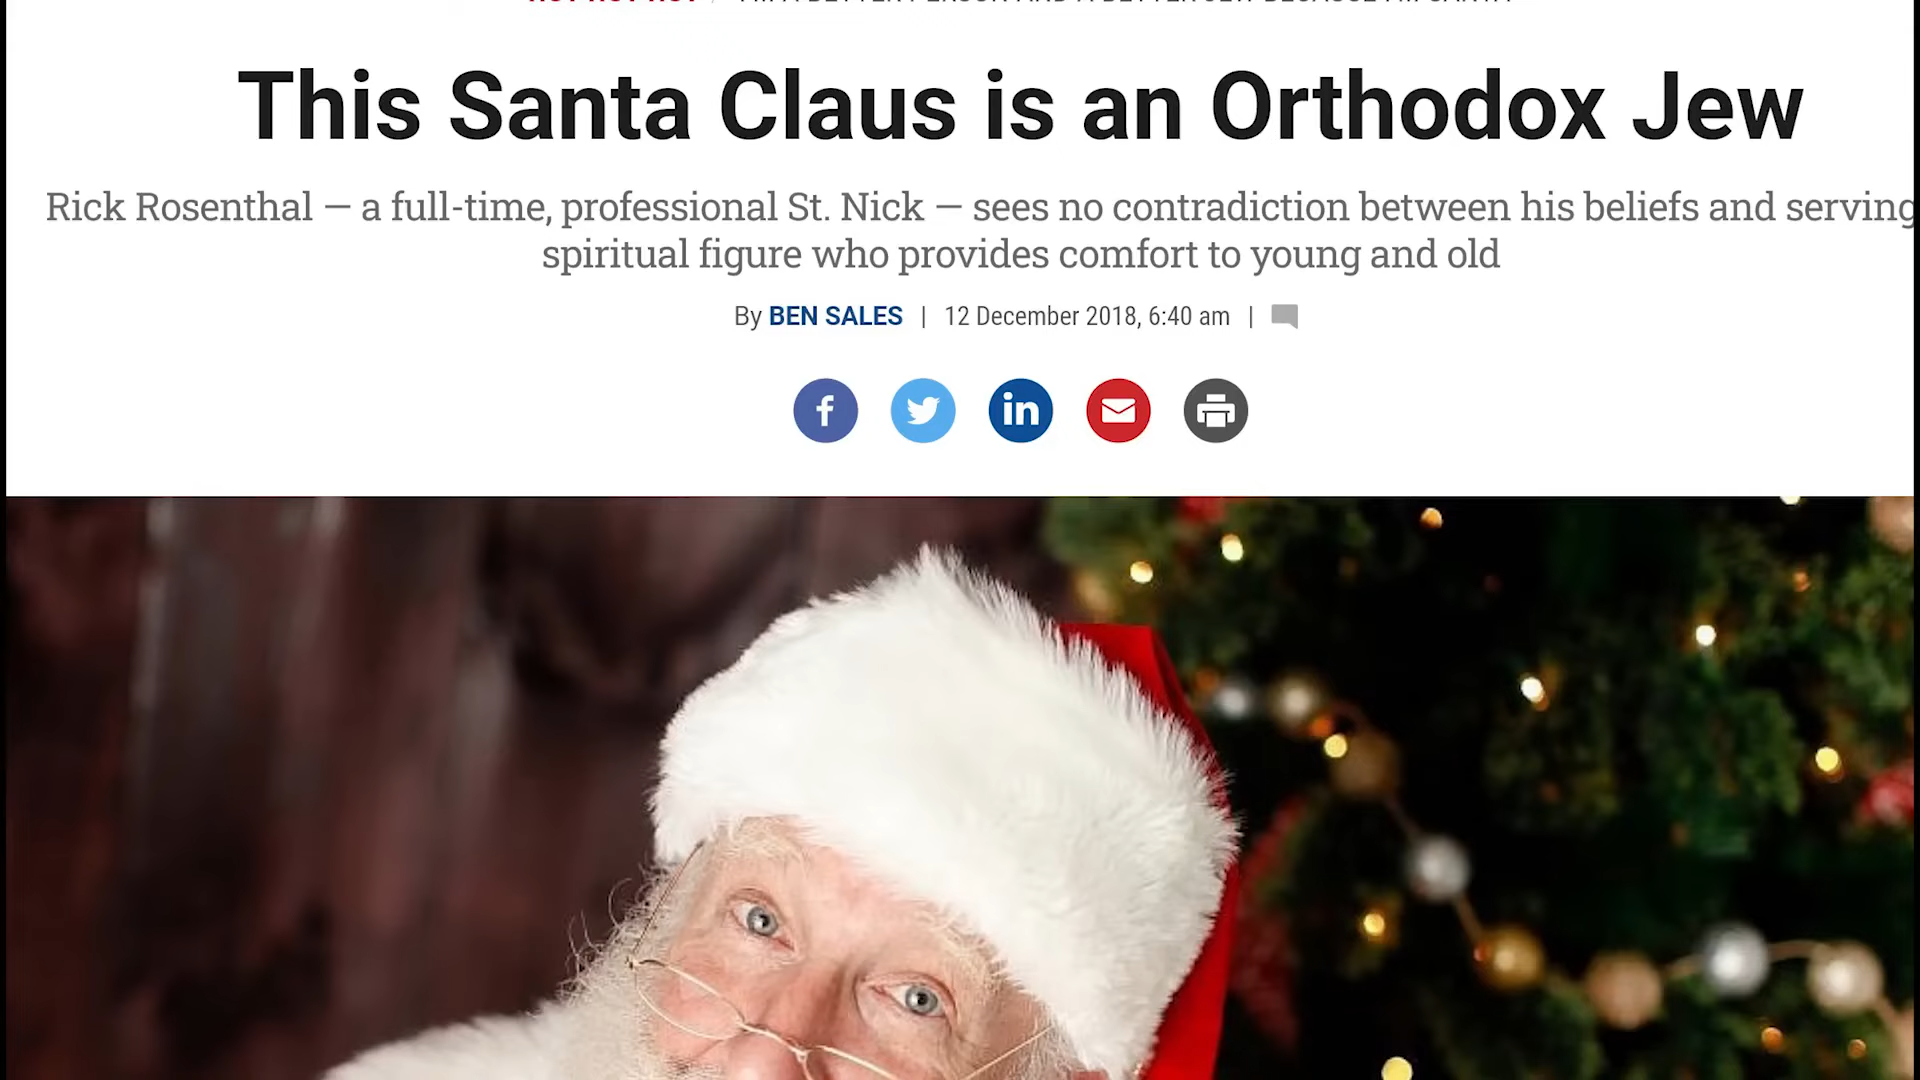 This Santa Claus is an Orthodox Jew
Rick Rosenthal — a full-time, professional St. Nick — sees no contradiction between his beliefs and serving
spiritual figure who provides comfort to young and old
By BEN SALES | 12 December 2018, 6:40 am |
f in